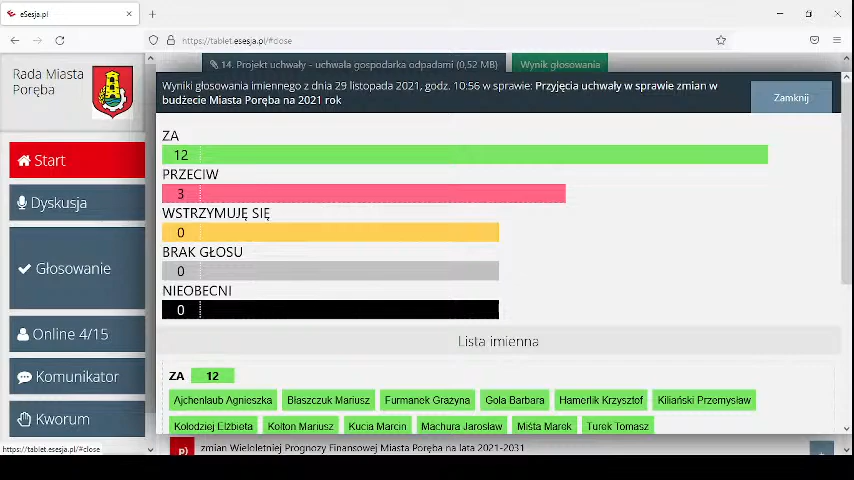 eSesja.pl
https://tablet.esesja.pl/#close
Rada Miasta
Poręba
14. Projekt uchwały - uchwała gospodarka odpadami (0,52 MB)
Wynik głosowania
Wyniki głosowania imiennego z dnia 29 listopada 2021, godz. 10:56 w sprawie: Przyjęcia uchwały w sprawie zmian w
budżecie Miasta Poręba na 2021 rok
Zamknij
Start
Dyskusja
Głosowanie
Online 4/15
Komunikator
Kworum
ZA
12
PRZECIW
3
WSTRZYMUJĘ SIĘ
0
BRAK GŁOSU
0
NIEOBECNI
0
Lista imienna
ZA 12
Ajchenlaub Agnieszka Błaszczuk Mariusz Furmanek Grażyna Gola Barbara Hamerlik Krzysztof Kiliański Przemysław
Kołodziej Elżbieta Kolton Mariusz Kucia Marcin Machura Jarosław Miśta Marek Turek Tomasz
p) zmian Wieloletniej Prognozy Finansowej Miasta Poręba na lata 2021-2031
https://tablet.esesja.pl/#close